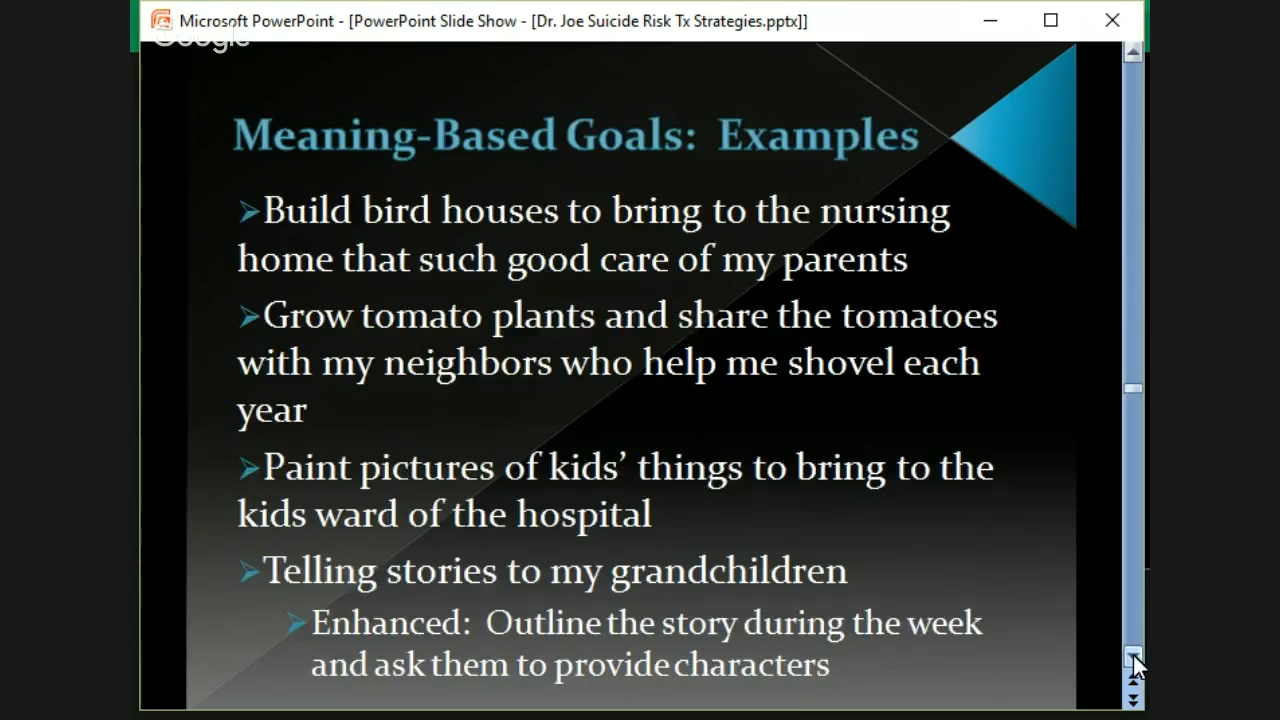 Microsoft PowerPoint - [PowerPoint Slide Show - [Dr. Joe Suicide Risk Tx Strategies.pptx]]
Google
Meaning-Based Goals:  Examples
Build bird houses to bring to the nursing
home that such good care of my parents
Grow tomato plants and share the tomatoes
with my neighbors who help me shovel each
year
Paint pictures of kids’ things to bring to the
kids ward of the hospital
Telling stories to my grandchildren
Enhanced:  Outline the story during the week
and ask them to provide characters